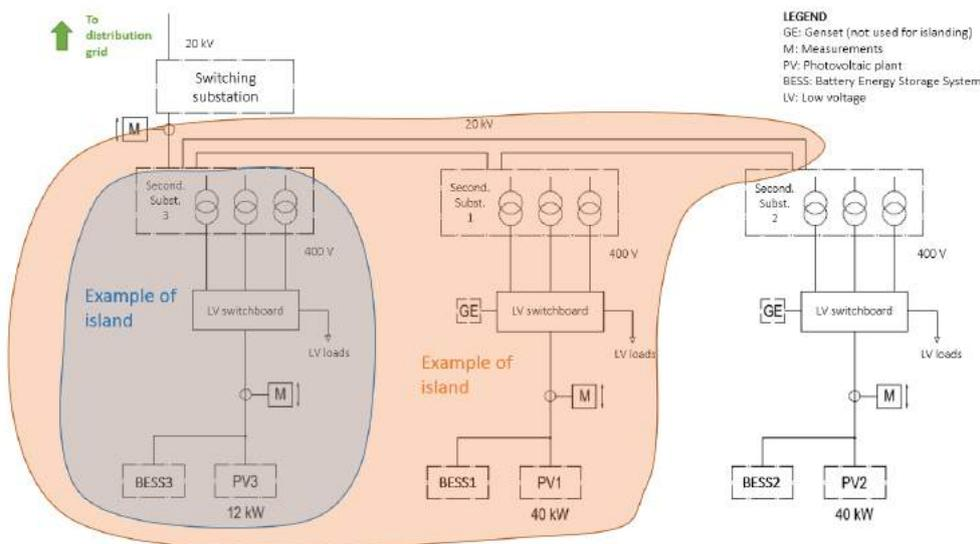 To
distribution
grid
20 kV
Switching
substation
LEGEND
GE: Genset (not used for islanding)
M: Measurements
PV: Photovoltaic plant
BESS: Battery Energy Storage System
LV: Low voltage
M
20 kV
Second.
Subst.
3
Second.
Subst.
1
Second.
Subst.
2
400 V
400 V
400 V
Example of
island
LV switchboard
GE
LV switchboard
GE
LV switchboard
LV loads
LV loads
LV loads
Example of
island
M
M
M
BESS3
PV3
BESS1
PV1
BESS2
PV2
12 kW
40 kW
40 kW